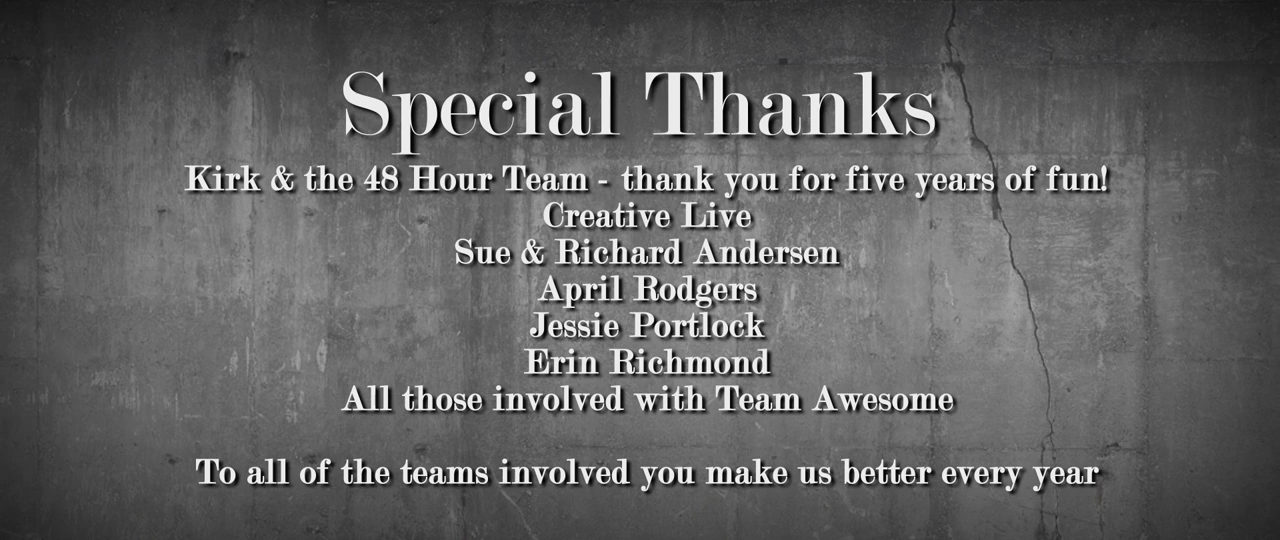 Special Thanks
Kirk & the 48 Hour Team - thank you for five years of fun!
Creative Live
Sue & Richard Andersen
April Rodgers
Jessie Portlock
Erin Richmond
All those involved with Team Awesome
To all of the teams involved you make us better every year